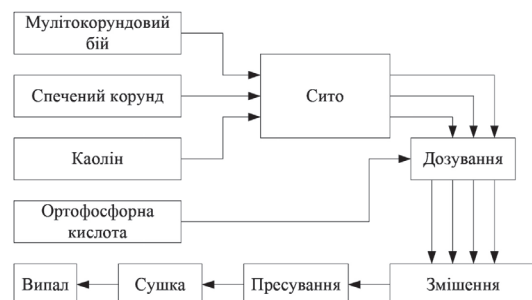 Мулітокорундовий
бій
Спечений корунд
Сито
Каолін
Дозування
Ортофосфорна
кислота
Випал
Сушка
Пресування
Змішення